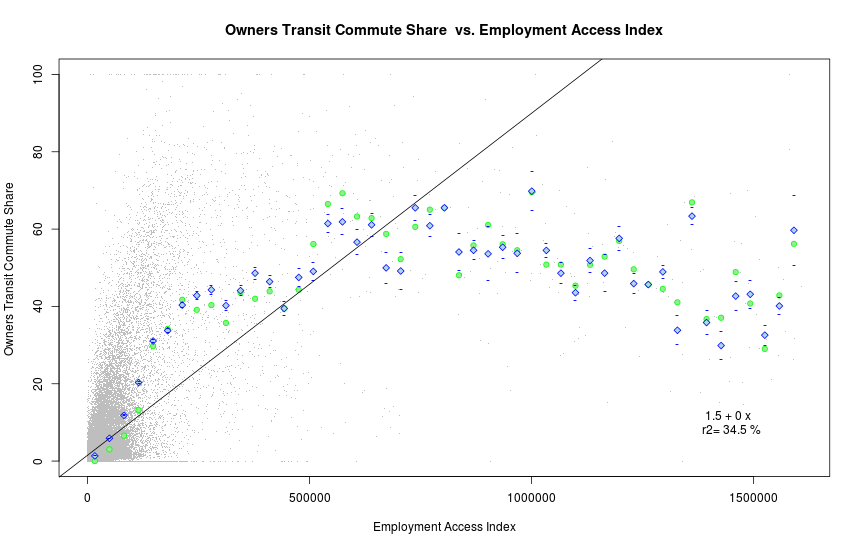 Owners Transit Commute Share  vs. Employment Access Index
Owners Transit Commute Share
100
80
60
40
20
0
1.5 + 0 x
r2= 34.5 %
0
500000
1000000
1500000
Employment Access Index